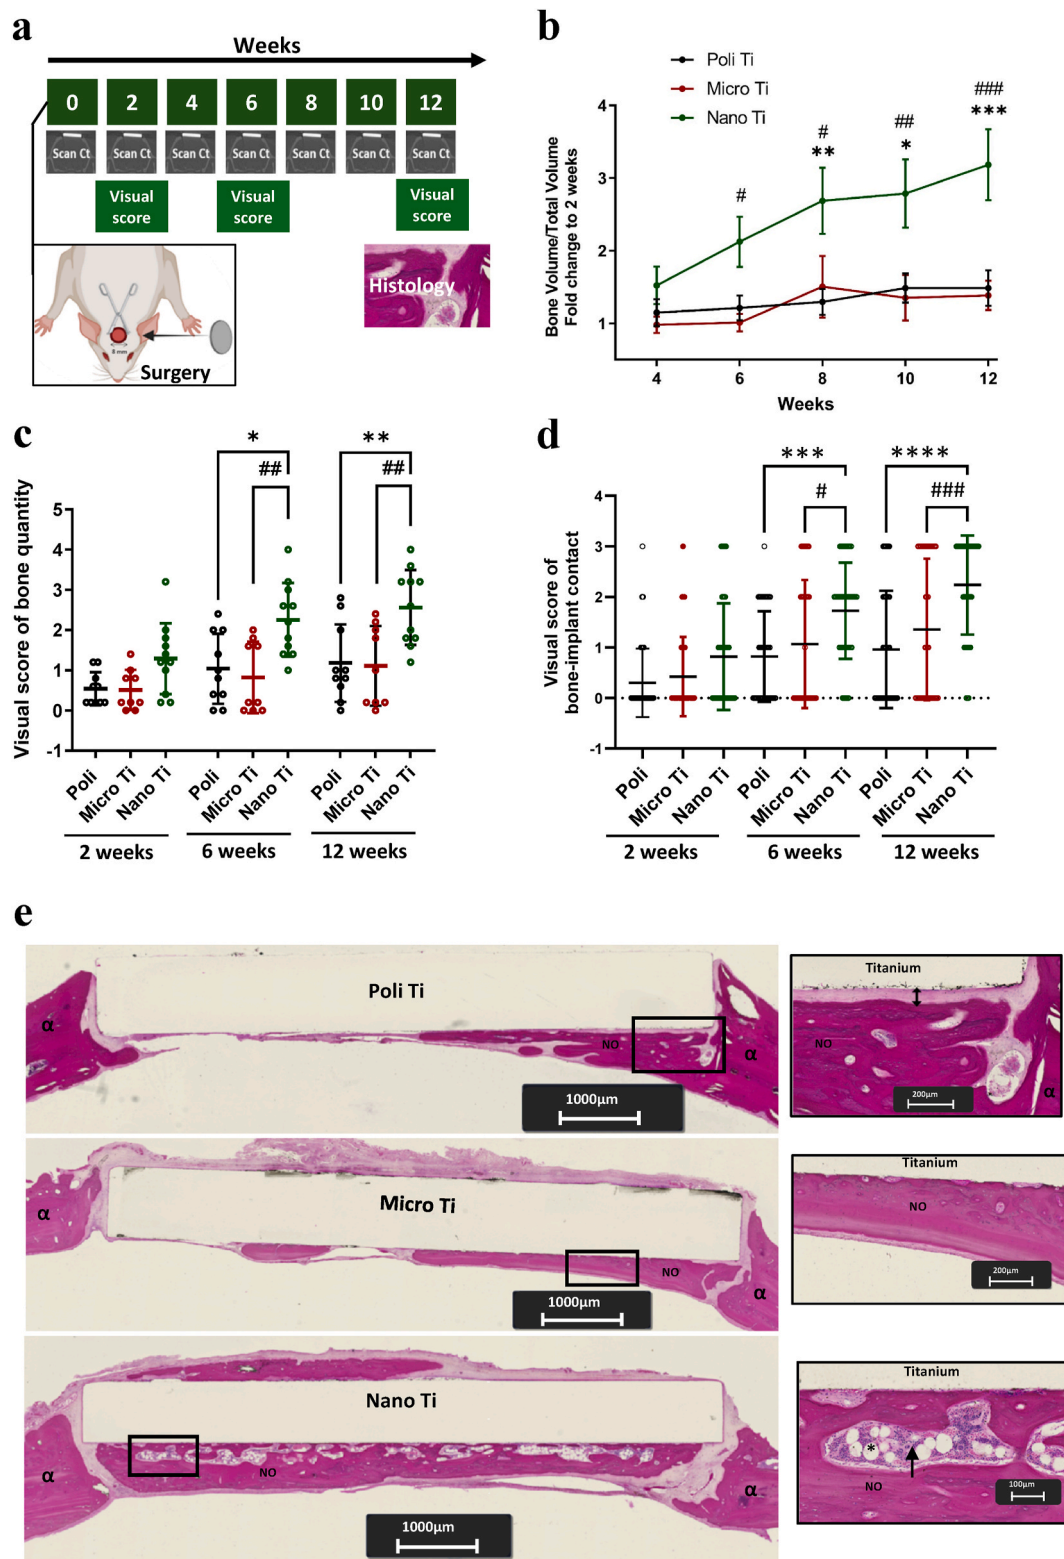 a
Weeks
0 2 4 6 8 10 12
Scan Ct Scan Ct Scan Ct Scan Ct Scan Ct Scan Ct Scan Ct
Visual score
Visual score
Visual score
8 mm
Surgery
Histology
b
Poli Ti
Micro Ti
Nano Ti
Bone Volume/Total Volume
Fold change to 2 weeks
4
3
2
1
#
#
**
##
*
###
***
4 6 8 10 12
Weeks
c
Visual score of bone quantity
5
4
3
2
1
0
-1
*
##
**
##
Poli Micro Ti Nano Ti Poli Micro Ti Nano Ti Poli Micro Ti Nano Ti
2 weeks 6 weeks 12 weeks
d
Visual score of
bone-implant contact
4
3
2
1
0
-1
***
#
****
###
Poli Micro Ti Nano Ti Poli Micro Ti Nano Ti Poli Micro Ti Nano Ti
2 weeks 6 weeks 12 weeks
e
Poli Ti
α
NO
α
1000µm
Titanium
NO
α
200µm
Micro Ti
α
NO
α
1000µm
Titanium
NO
200µm
Nano Ti
α
NO
α
1000µm
Titanium
*
NO
100µm